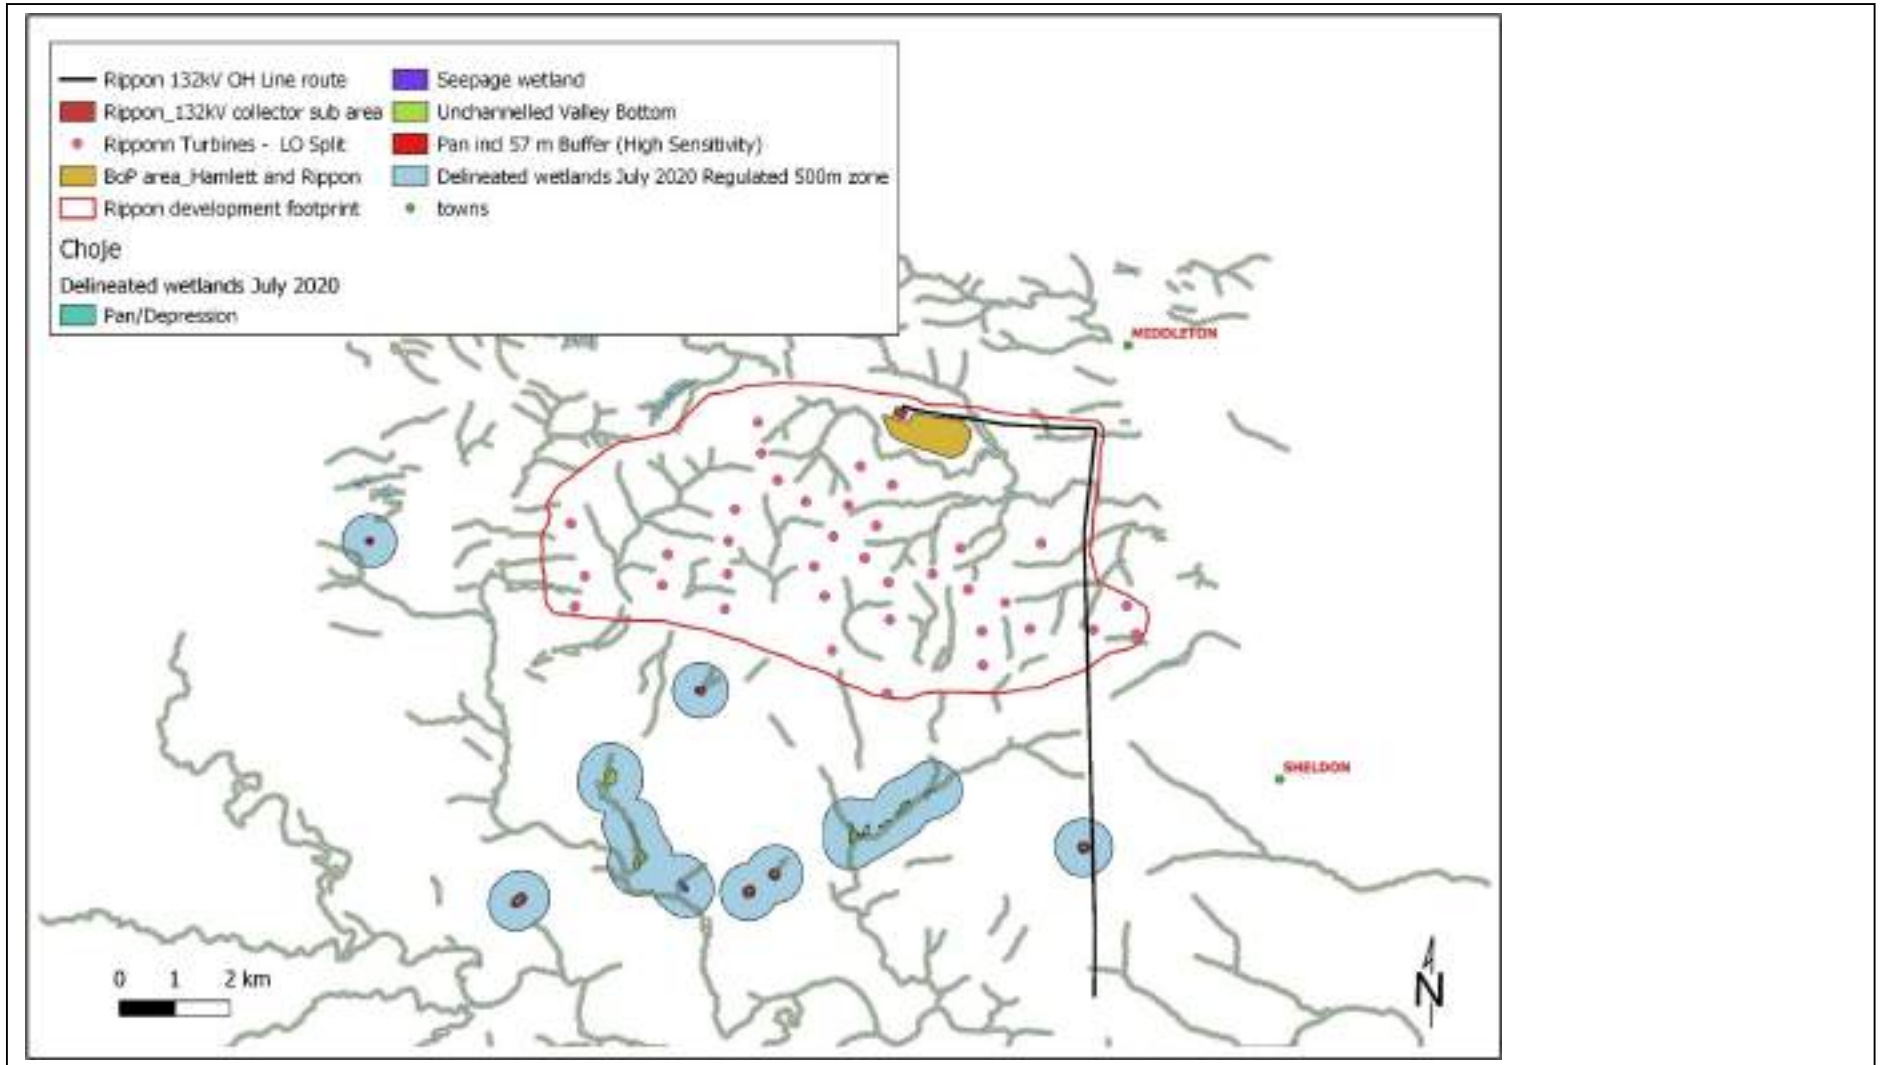 Rippon 132kV OH Line route
Rippon_132kV collector sub area
Ripponn Turbines - LO Split
BoP area_Hamlett and Rippon
Rippon development footprint
Choje
Delineated wetlands July 2020
Pan/Depression
Seepage wetland
Unchannelled Valley Bottom
Pan incl 57 m Buffer (High Sensitivity)
Delineated wetlands July 2020 Regulated 500m zone
towns
MIDDLETON
SHELDON
0 1 2 km
N